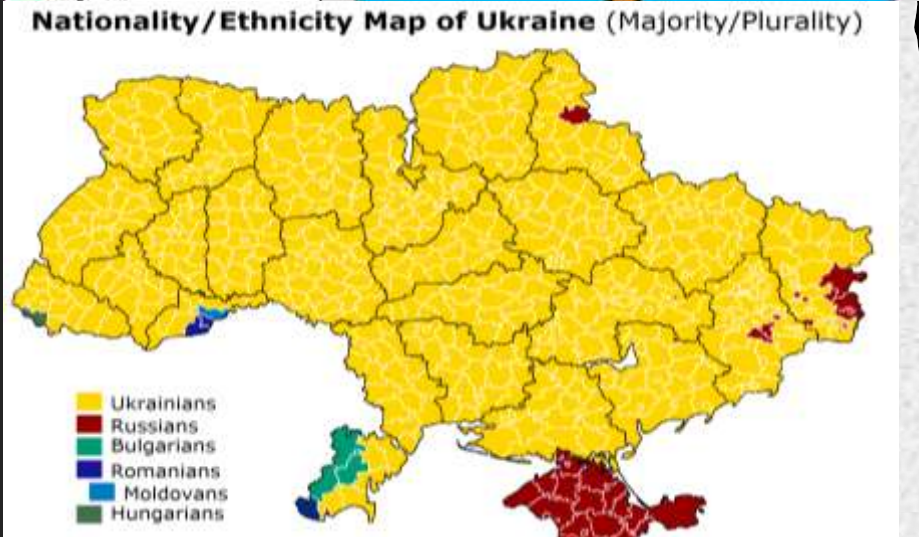 Nationality/Ethnicity Map of Ukraine (Majority/Plurality)
Ukrainians
Russians
Bulgarians
Romanians
Moldovans
Hungarians